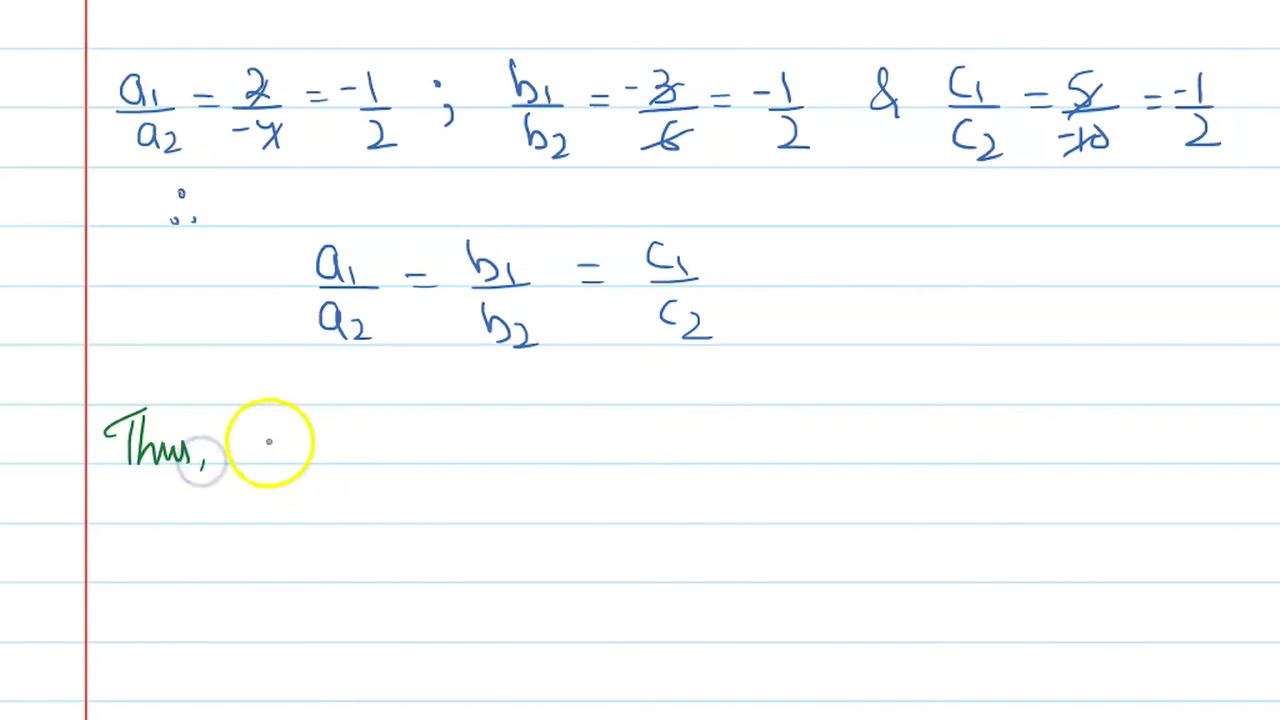 a1/a2 = 2/-4 = -1/2 ; b1/b2 = -3/6 = -1/2 & c1/c2 = 5/-10 = -1/2
∴
a1/a2 = b1/b2 = c1/c2
Thus,